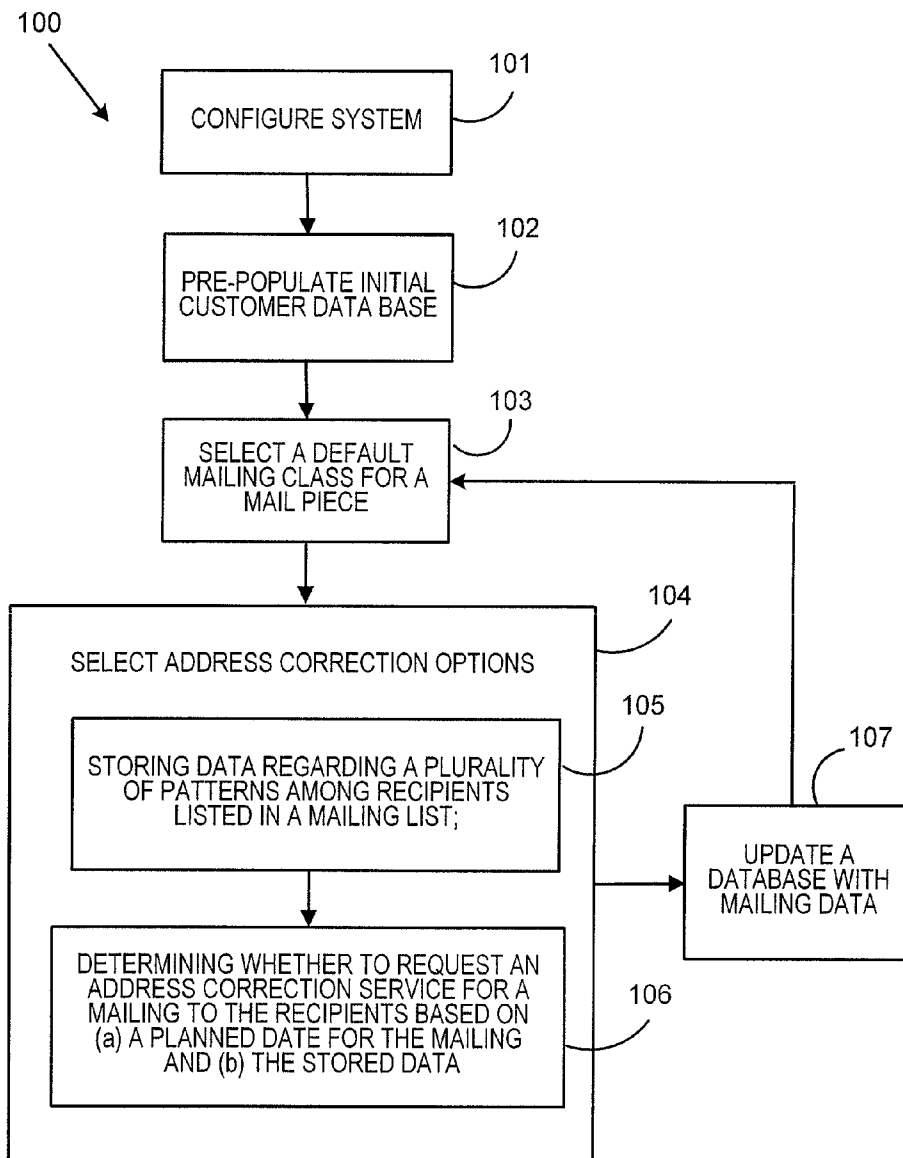 100
101
CONFIGURE SYSTEM
102
PRE-POPULATE INITIAL
CUSTOMER DATA BASE
103
SELECT A DEFAULT
MAILING CLASS FOR A
MAIL PIECE
104
SELECT ADDRESS CORRECTION OPTIONS
105
STORING DATA REGARDING A PLURALITY
OF PATTERNS AMONG RECIPIENTS
LISTED IN A MAILING LIST;
107
UPDATE A
DATABASE WITH
MAILING DATA
DETERMINING WHETHER TO REQUEST AN
ADDRESS CORRECTION SERVICE FOR A
MAILING TO THE RECIPIENTS BASED ON
(a) A PLANNED DATE FOR THE MAILING
AND (b) THE STORED DATA
106